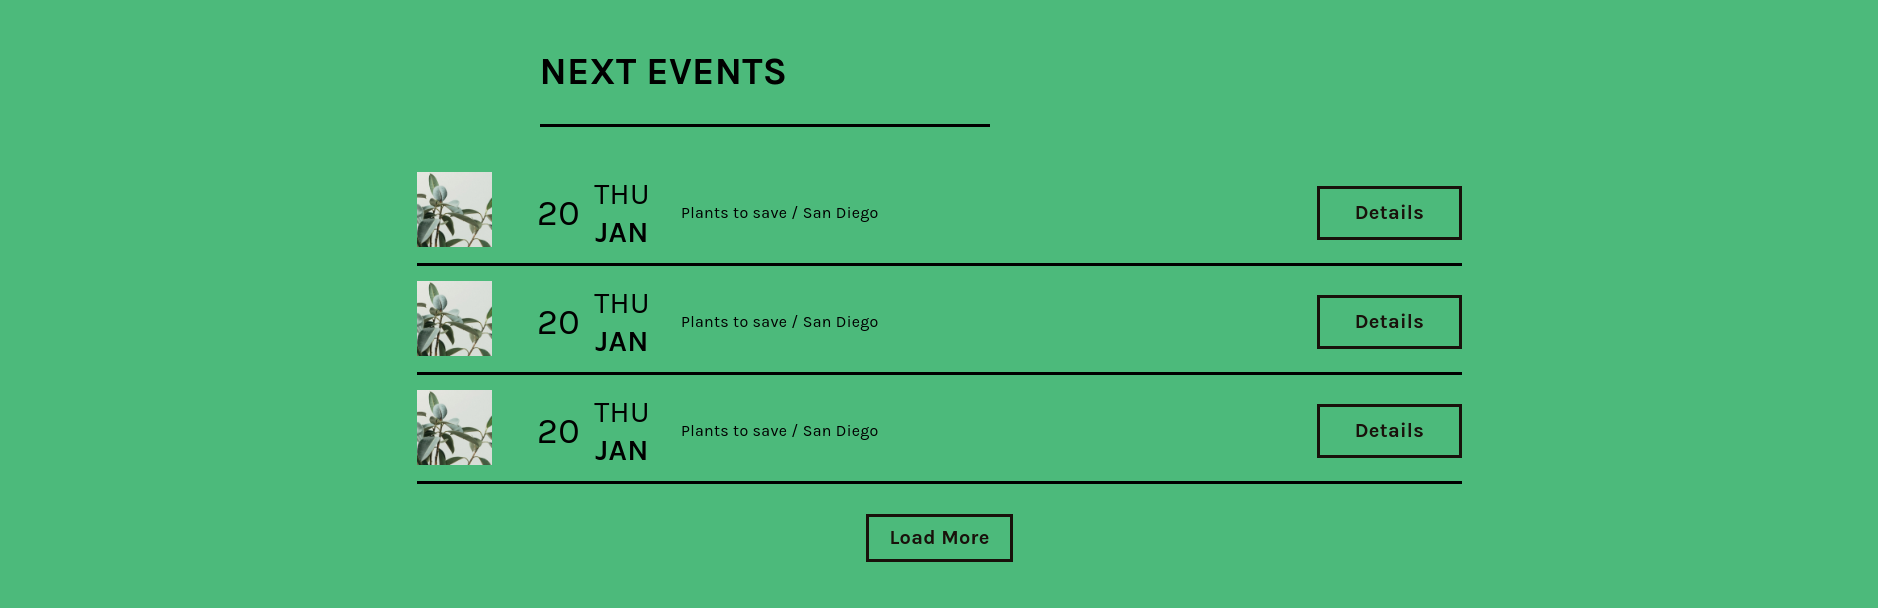 NEXT EVENTS
20
THU
JAN
Plants to save / San Diego
Details
20
THU
JAN
Plants to save / San Diego
Details
20
THU
JAN
Plants to save / San Diego
Details
Load More